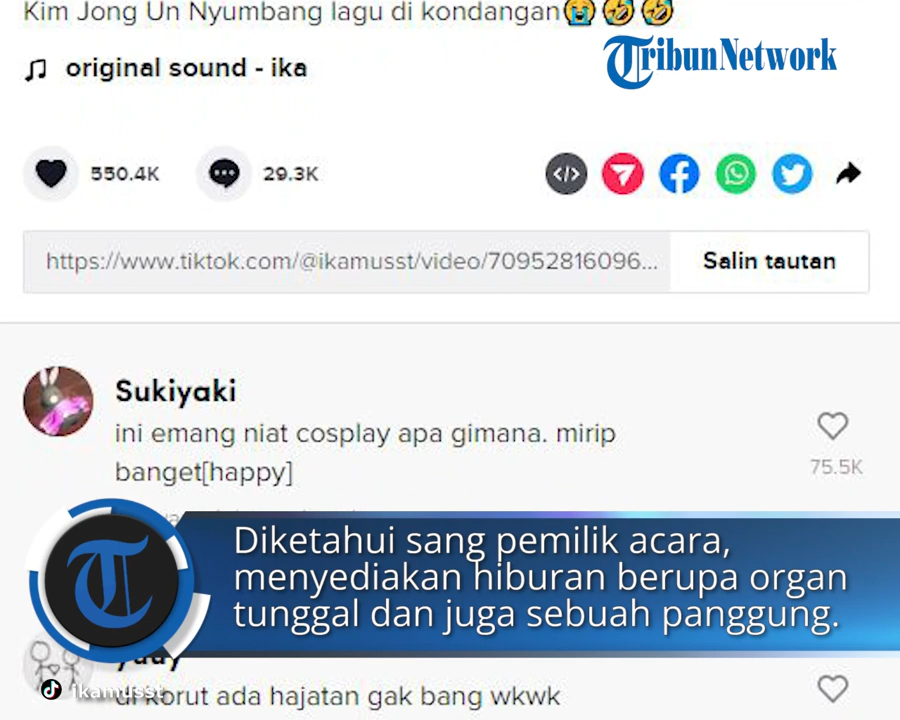 Kim Jong Un Nyumbang lagu di kondangan😭🤣🤣
TribunNetwork
original sound - ika
550.4K
29.3K
https://www.tiktok.com/@ikamusst/video/70952816096...
Salin tautan
Sukiyaki
ini emang niat cosplay apa gimana. mirip
banget[happy]
75.5K
Diketahui sang pemilik acara,
menyediakan hiburan berupa organ
tunggal dan juga sebuah panggung.
ikamusst
di korut ada hajatan gak bang wkwk